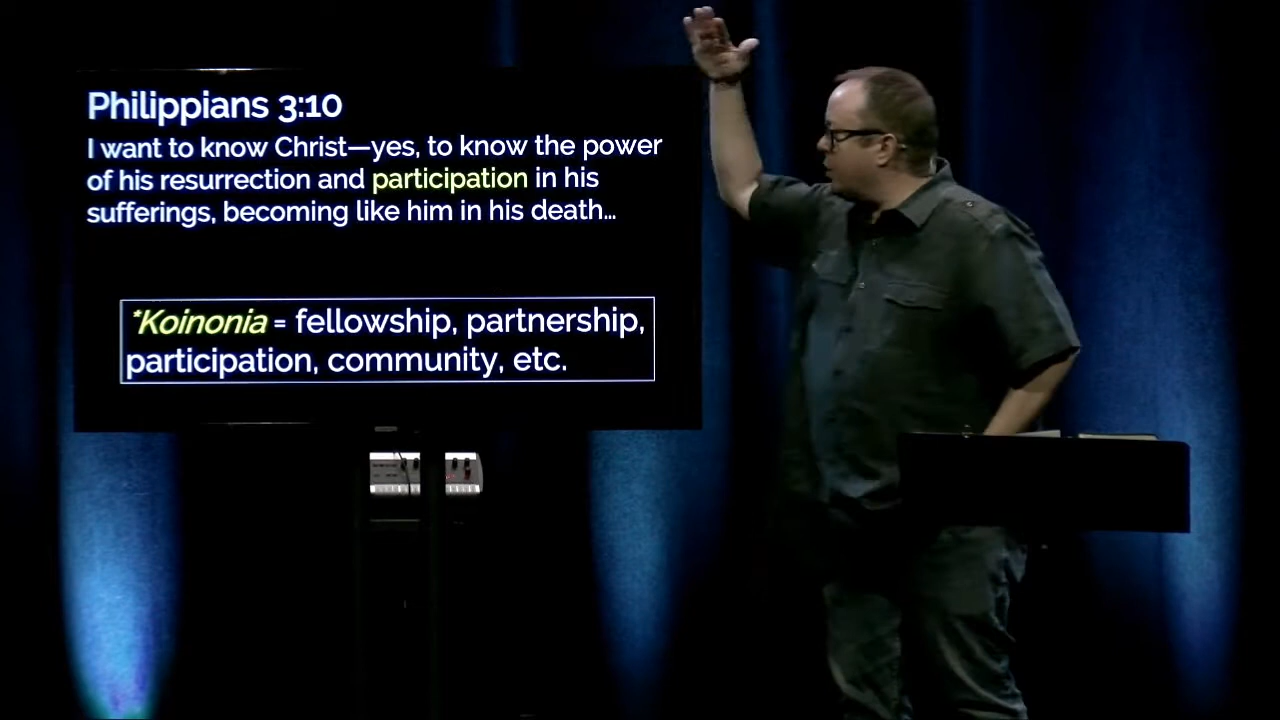 Philippians 3:10
I want to know Christ—yes, to know the power
of his resurrection and participation in his
sufferings, becoming like him in his death...
*Koinonia = fellowship, partnership,
participation, community, etc.